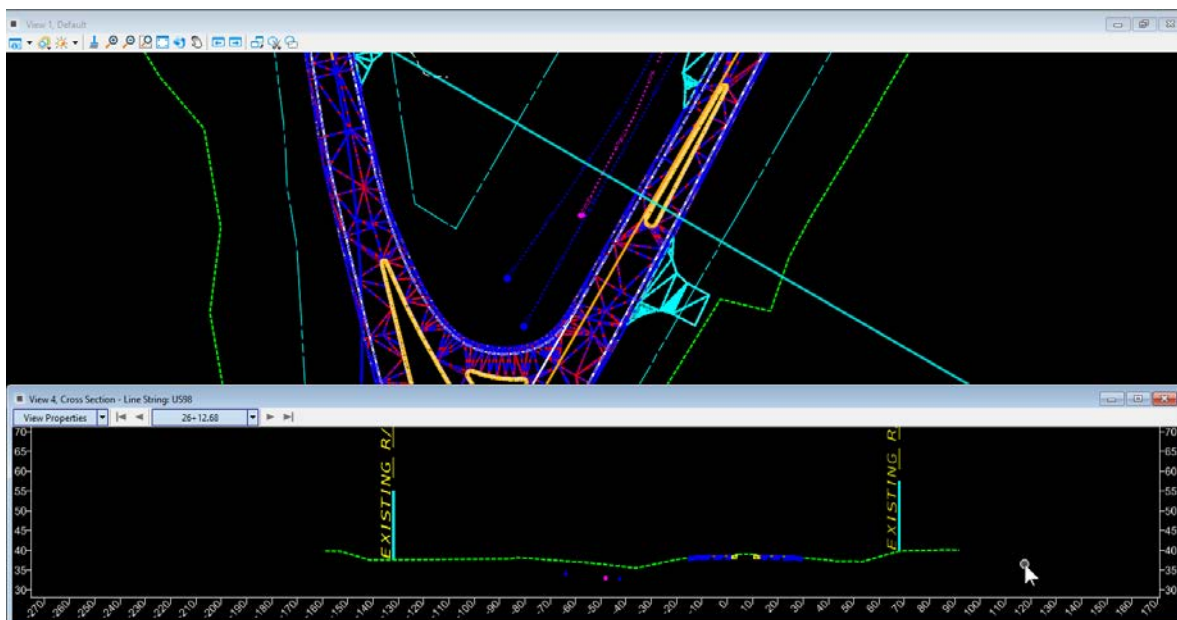 View 1, Default
View 4, Cross Section - Line String: US98
View Properties
26+12.68
70 65 60 55 50 45 40 35 30
EXISTING R/
EXISTING R/
70 65 60 55 50 45 40 35 30
-270 -260 -250 -240 -230 -220 -210 -200 -190 -180 -170 -160 -150 -140 -130 -120 -110 -100 -90 -80 -70 -60 -50 -40 -30 -20 -10 0 10 20 30 40 50 60 70 80 90 100 110 120 130 140 150 160 170